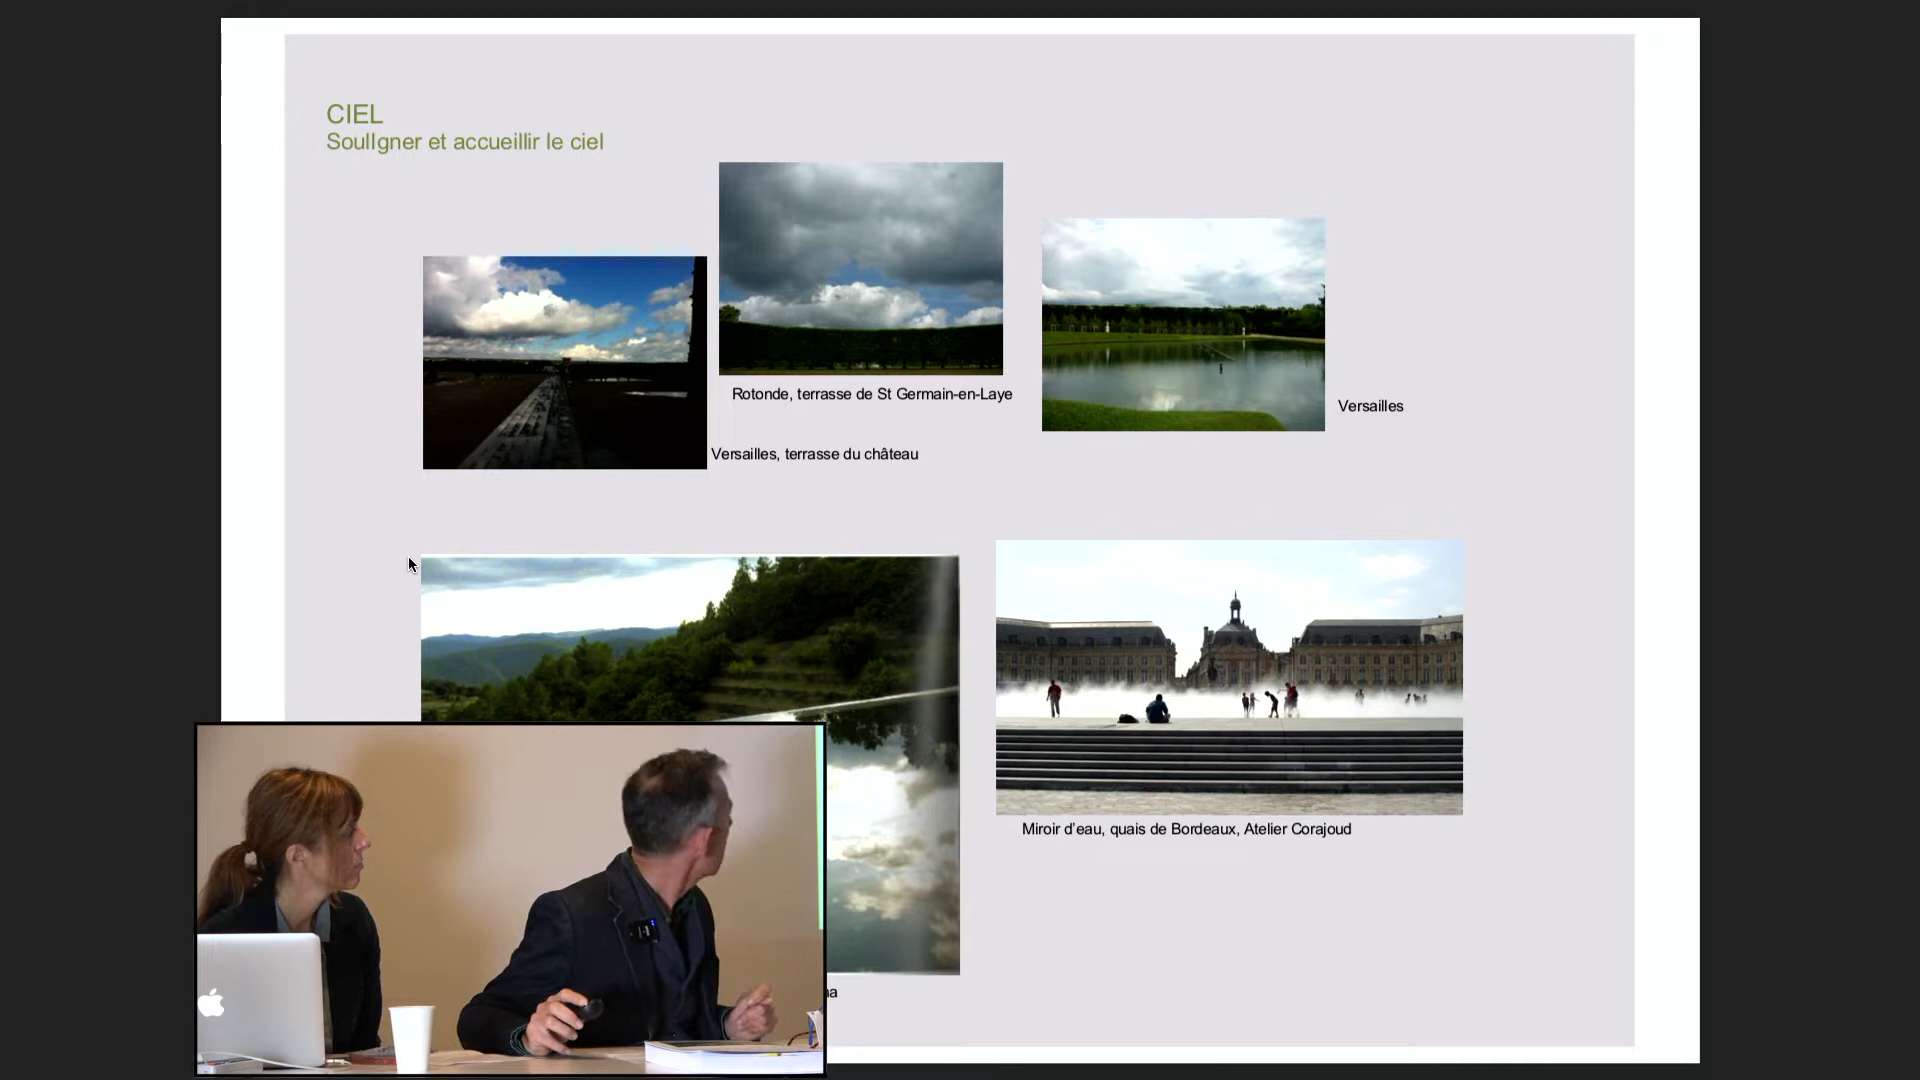 CIEL
SoulIgner et accueillir le ciel
Rotonde, terrasse de St Germain-en-Laye
Versailles
Versailles, terrasse du château
Miroir d'eau, quais de Bordeaux, Atelier Corajoud